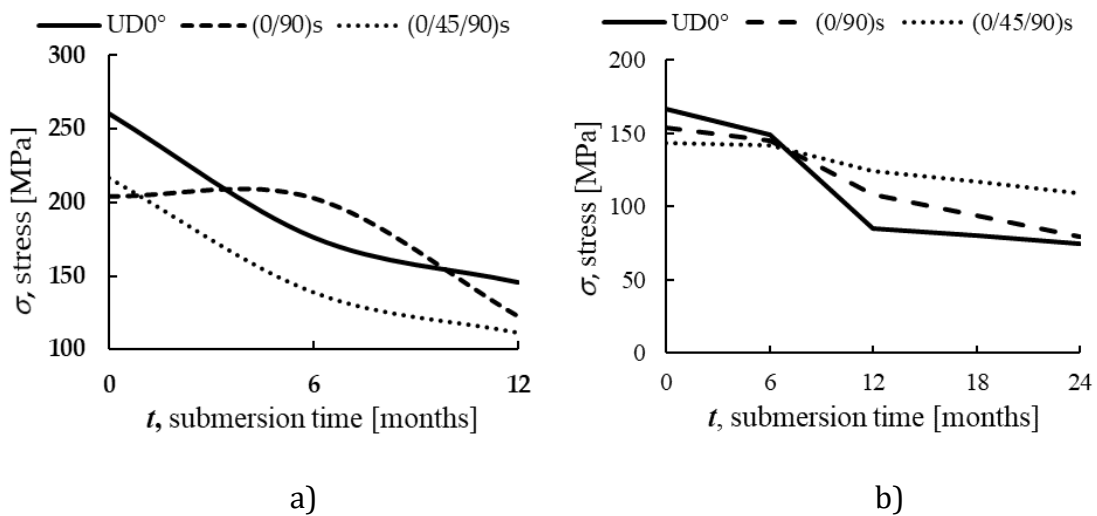 UD0° (0/90)s (0/45/90)s
300
250
200
150
100
σ, stress [MPa]
0 6 12
t, submersion time [months]
a)
UD0° (0/90)s (0/45/90)s
200
150
100
50
0
σ, stress [MPa]
0 6 12 18 24
t, submersion time [months]
b)